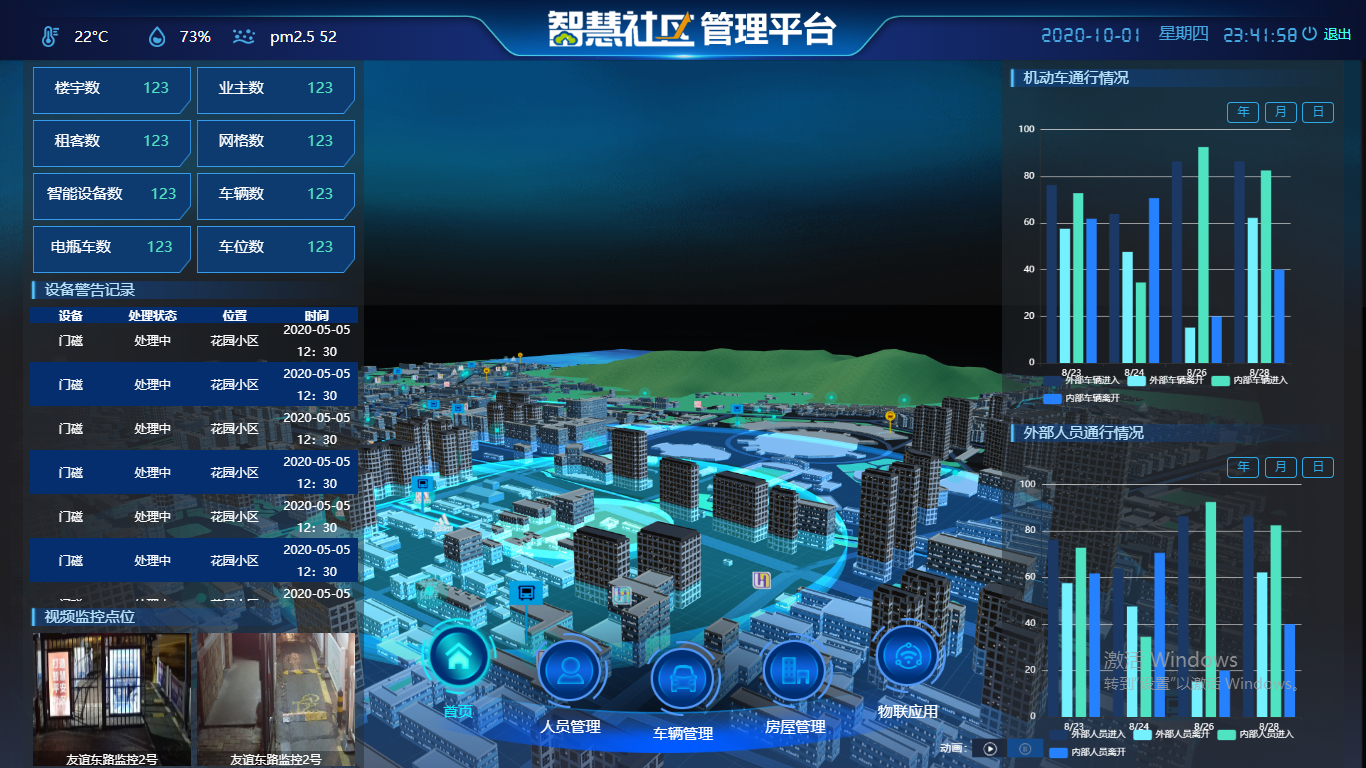 22°C 73% pm2.5 52
智慧社区管理平台
2020-10-01 星期四 23:41:58 退出
楼宇数 123 业主数 123
租客数 123 网格数 123
智能设备数 123 车辆数 123
电瓶车数 123 车位数 123
设备警告记录
设备 处理状态 位置 时间
门磁 处理中 花园小区 2020-05-05
12：30
门磁 处理中 花园小区 2020-05-05
12：30
门磁 处理中 花园小区 2020-05-05
12：30
门磁 处理中 花园小区 2020-05-05
12：30
门磁 处理中 花园小区 2020-05-05
12：30
门磁 处理中 花园小区 2020-05-05
12：30
2020-05-05
视频监控点位
友谊东路监控2号 友谊东路监控2号
首页
人员管理
车辆管理
房屋管理
物联应用
动画：
机动车通行情况
年 月 日
100
80
60
40
20
0
8/23 8/24 8/26 8/28
外部车辆进入 外部车辆离开 内部车辆进入
内部车辆离开
外部人员通行情况
年 月 日
100
80
60
40
20
0
8/23 8/24 8/26 8/28
外部人员进入 外部人员离开 内部人员进入
内部人员离开
激活 Windows
转到"设置"以激活 Windows。